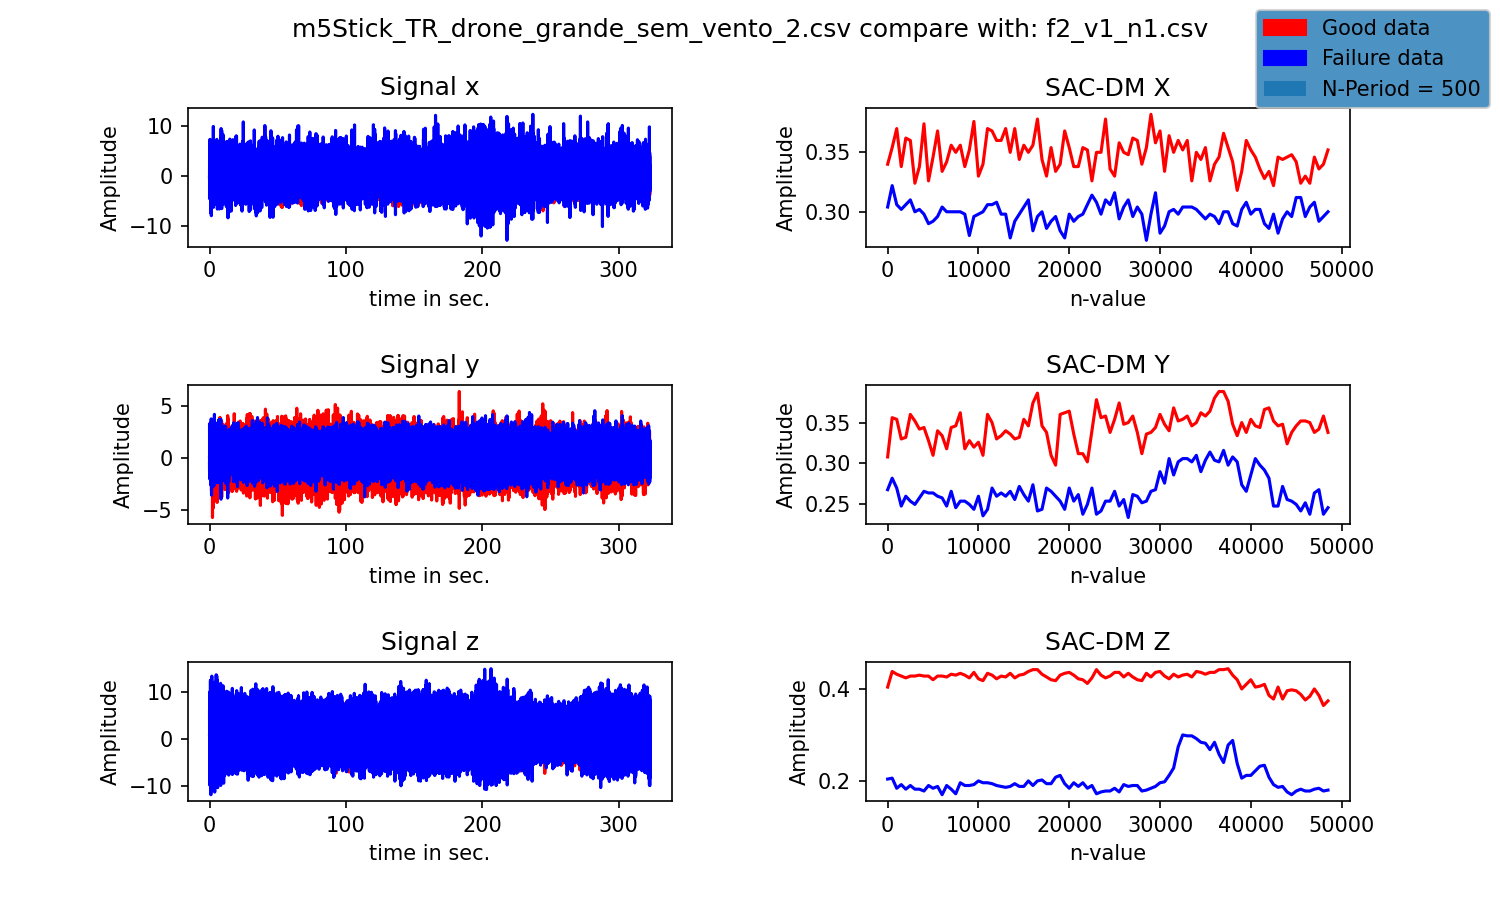 m5Stick_TR_drone_grande_sem_vento_2.csv compare with: f2_v1_n1.csv
Good data
Failure data
N-Period = 500
Signal x
Amplitude
10
0
−10
0 100 200 300
time in sec.
SAC-DM X
Amplitude
0.35
0.30
0 10000 20000 30000 40000 50000
n-value
Signal y
Amplitude
5
0
−5
0 100 200 300
time in sec.
SAC-DM Y
Amplitude
0.35
0.30
0.25
0 10000 20000 30000 40000 50000
n-value
Signal z
Amplitude
10
0
−10
0 100 200 300
time in sec.
SAC-DM Z
Amplitude
0.4
0.2
0 10000 20000 30000 40000 50000
n-value